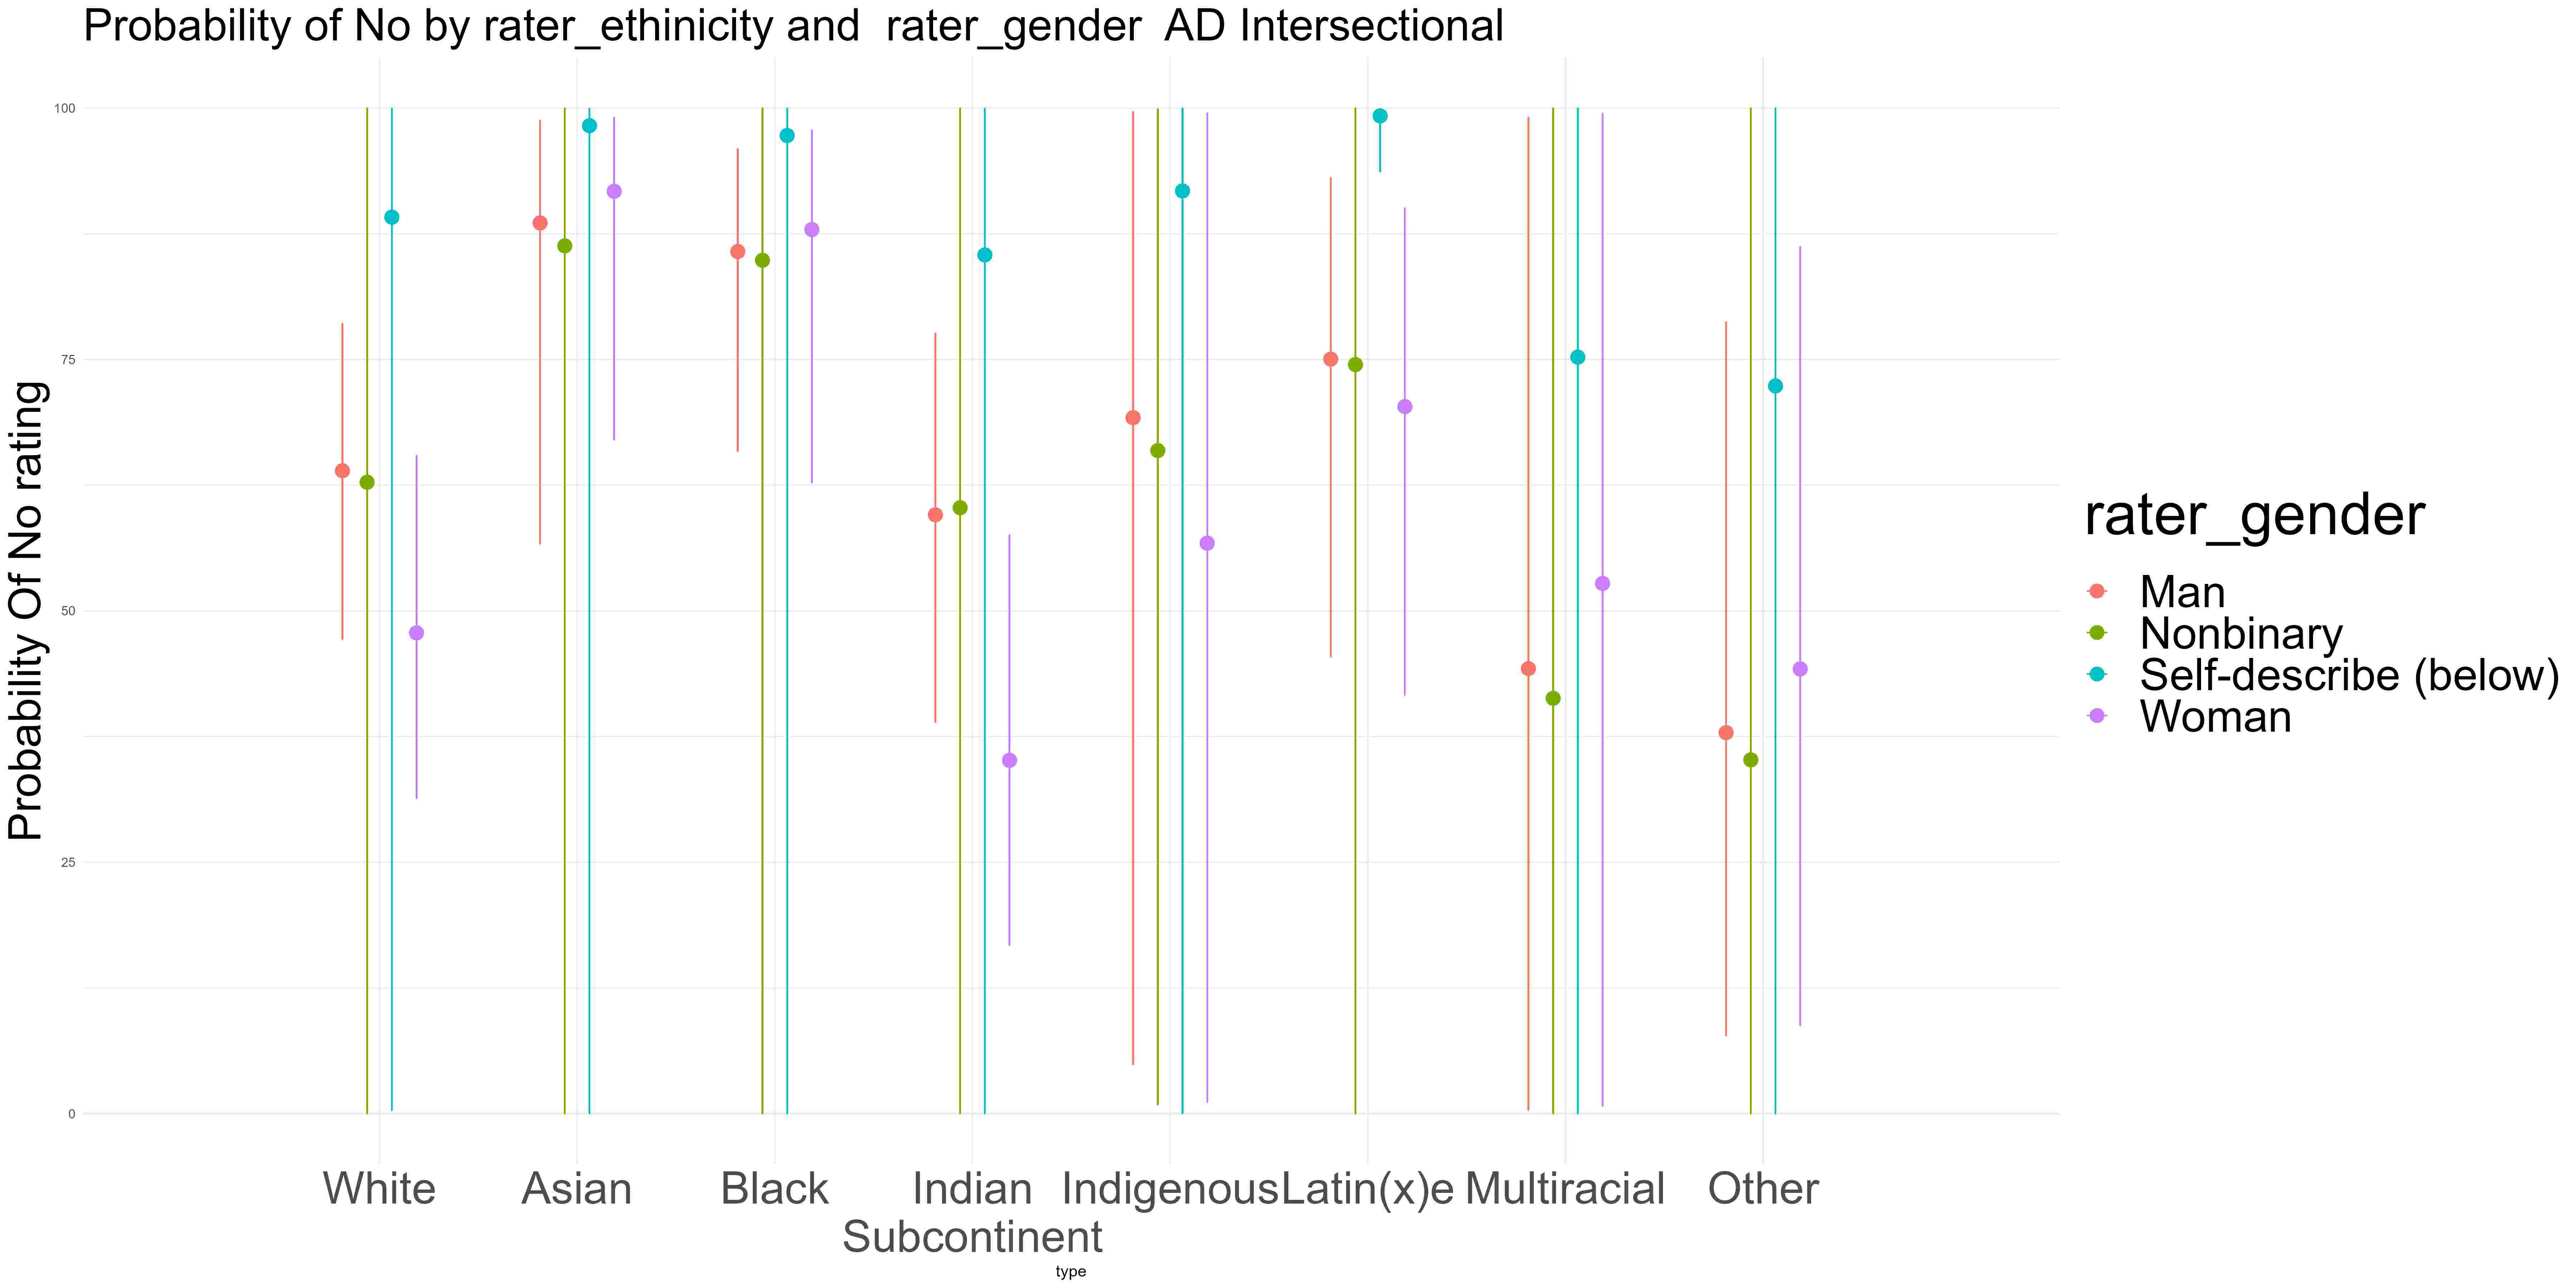 Probability of No by rater_ethinicity and  rater_gender  AD Intersectional
Probability Of No rating
100
75
50
25
0
White Asian Black Indian Indigenous Latin(x)e Multiracial Other
Subcontinent
type
rater_gender
Man
Nonbinary
Self-describe (below)
Woman